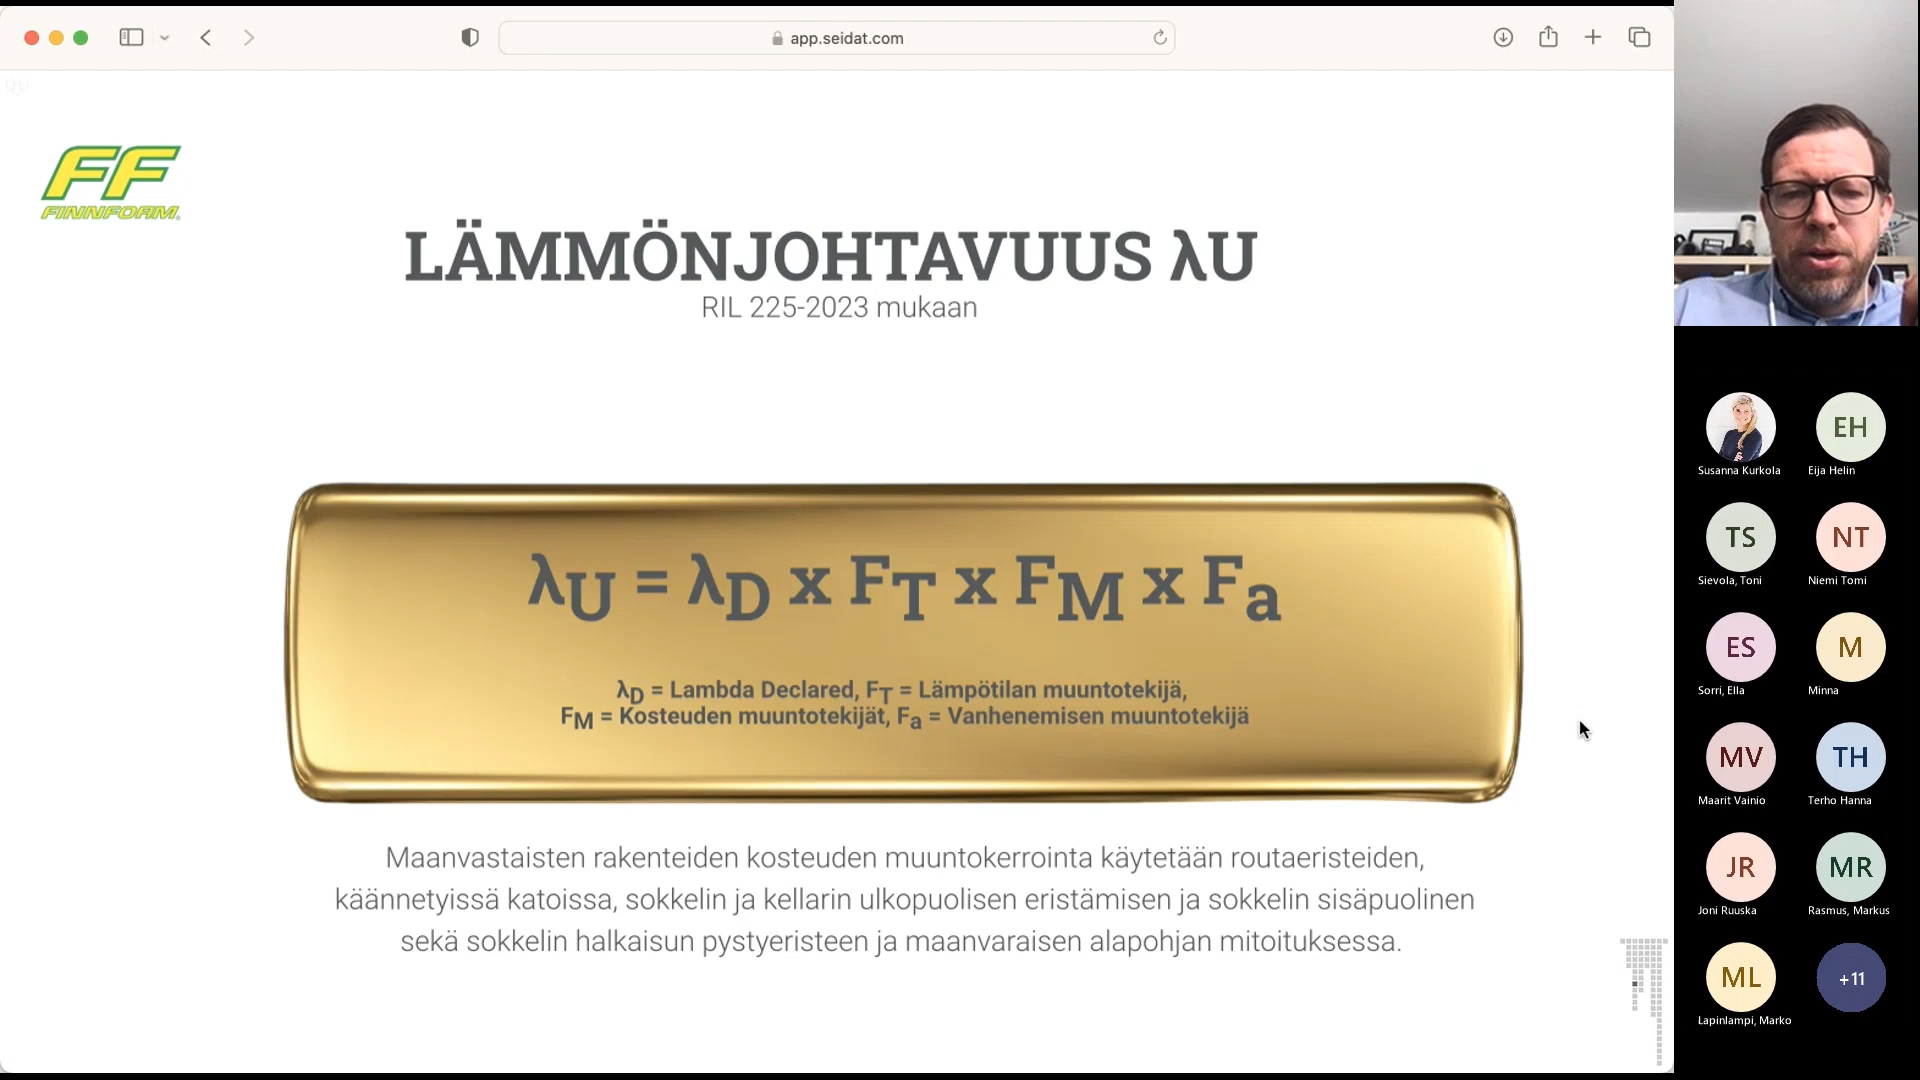 app.seidat.com
FF
FINNFOAM
LÄMMÖNJOHTAVUUS λU
RIL 225-2023 mukaan
λU = λD x FT x FM x Fa
λD = Lambda Declared, FT = Lämpötilan muuntotekijä,
FM = Kosteuden muuntotekijät, Fa = Vanhenemisen muuntotekijä
Maanvastaisten rakenteiden kosteuden muuntokerrointa käytetään routaeristeiden,
käännetyissä katoissa, sokkelin ja kellarin ulkopuolisen eristämisen ja sokkelin sisäpuolinen
sekä sokkelin halkaisun pystyeristeen ja maanvaraisen alapohjan mitoituksessa.
EH
Susanna Kurkola
Eija Helin
TS
NT
Sievola, Toni
Niemi Tomi
ES
M
Sorri, Ella
Minna
MV
TH
Maarit Vainio
Terho Hanna
JR
MR
Joni Ruuska
Rasmus, Markus
ML
+11
Lapinlampi, Marko